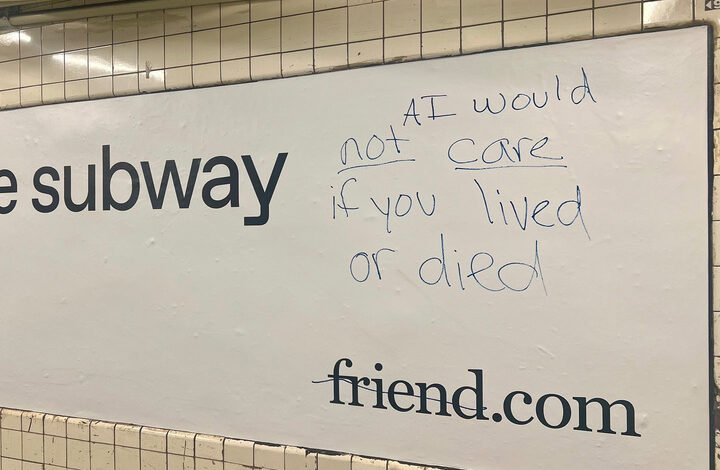 e subway
AI would
not care
if you lived
or died
friend.com